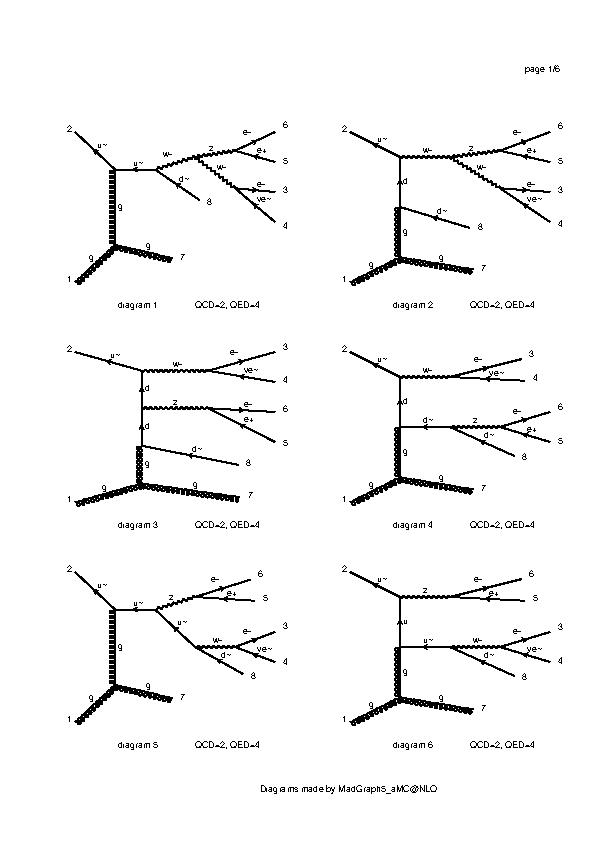 page 1/6
2 u~ g g g 1 7 u~ w- z e- 6 e+ 5 w- e- 3 ve~ 4 d~ 8
diagram 1 QCD=2, QED=4
2 u~ w- z e- 6 e+ 5 w- e- 3 ve~ 4 d d~ 8 g g g 1 7
diagram 2 QCD=2, QED=4
2 u~ w- e- 3 ve~ 4 d z e- 6 e+ 5 d d~ 8 g g g 1 7
diagram 3 QCD=2, QED=4
2 u~ w- e- 3 ve~ 4 d d~ z e- 6 e+ 5 d~ 8 g g g 1 7
diagram 4 QCD=2, QED=4
2 u~ u~ z e- 6 e+ 5 u~ w- e- 3 ve~ 4 d~ 8 g g g 1 7
diagram 5 QCD=2, QED=4
2 u~ z e- 6 e+ 5 u u~ w- e- 3 ve~ 4 d~ 8 g g g 1 7
diagram 6 QCD=2, QED=4
Diagrams made by MadGraph5_aMC@NLO